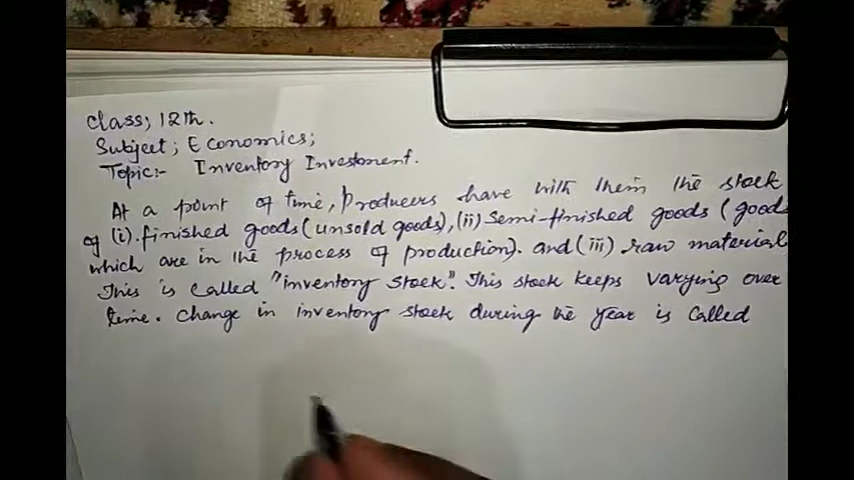 Class; 12th.
Subject; Economics;
Topic:- Inventory Investment.
At a point of time, Producers have with them the stock
of (i). finished goods (unsold goods), (ii) Semi-finished goods (goods
which are in the process of production). and (iii) raw material
This is called "inventory stock". This stock keeps varying over
time. Change in inventory stock during the year is called